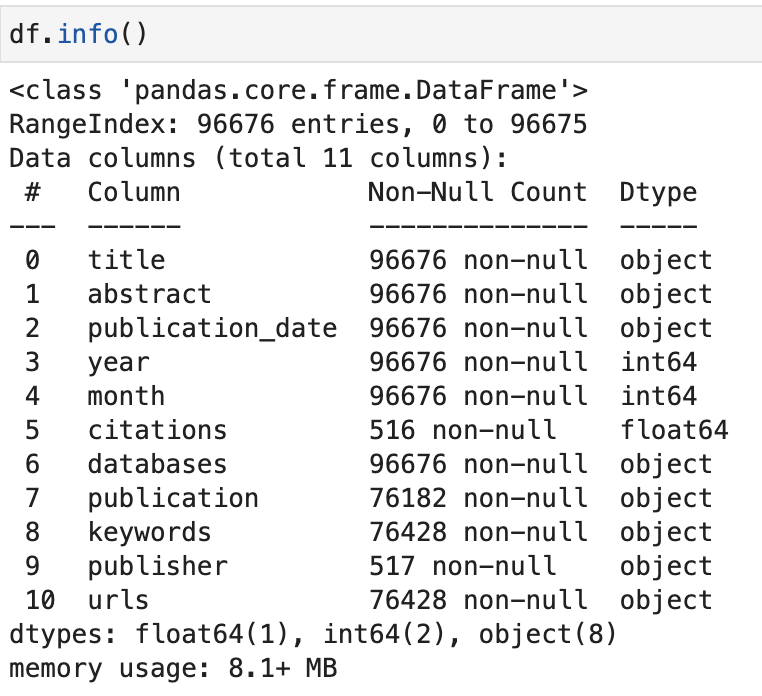 df.info()
<class 'pandas.core.frame.DataFrame'>
RangeIndex: 96676 entries, 0 to 96675
Data columns (total 11 columns):
 #   Column            Non-Null Count  Dtype
---  ------            --------------  -----
 0   title             96676 non-null  object
 1   abstract          96676 non-null  object
 2   publication_date  96676 non-null  object
 3   year              96676 non-null  int64
 4   month             96676 non-null  int64
 5   citations         516 non-null    float64
 6   databases         96676 non-null  object
 7   publication       76182 non-null  object
 8   keywords          76428 non-null  object
 9   publisher         517 non-null    object
 10  urls              76428 non-null  object
dtypes: float64(1), int64(2), object(8)
memory usage: 8.1+ MB